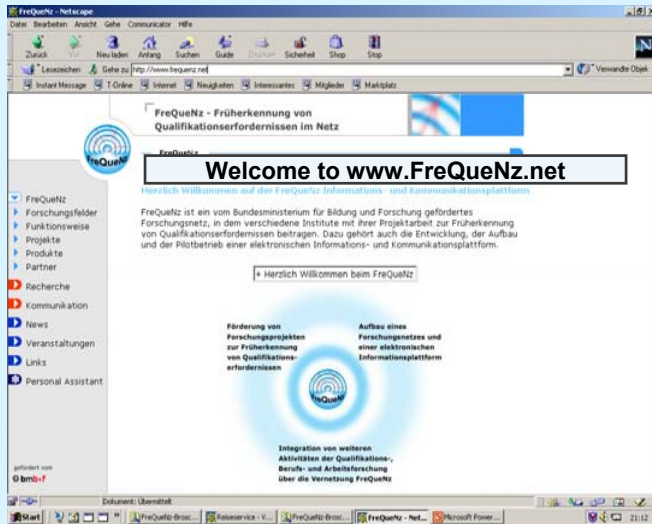 FreQueNz - Netscape
Datei Bearbeiten Ansicht Gehe Communicator Hilfe
Zurück Vor Neu laden Anfang Suchen Guide Drucken Sicherheit Shop Stop
Lesezeichen Gehe zu http://www.frequenz.net Verwandte Objek
Instant Message T-Online Internet Neuigkeiten Interessantes Mitglieder Marktplatz
FreQueNz - Früherkennung von
Qualifikationserfordernissen im Netz
FreQueNz
FreQueNz
Welcome to www.FreQueNz.net
Herzlich Willkommen auf der FreQueNz Informations- und Kommunikationsplattform
FreQueNz ist ein vom Bundesministerium für Bildung und Forschung gefördertes
Forschungsnetz, in dem verschiedene Institute mit ihrer Projektarbeit zur Früherkennung
von Qualifikationserfordernissen beitragen. Dazu gehört auch die Entwicklung, der Aufbau
und der Pilotbetrieb einer elektronischen Informations- und Kommunikationsplattform.
FreQueNz
Forschungsfelder
Funktionsweise
Projekte
Produkte
Partner
Recherche
Kommunikation
News
Veranstaltungen
Links
Personal Assistant
+ Herzlich Willkommen beim FreQueNz
Förderung von
Forschungsprojekten
zur Früherkennung
von Qualifikations-
erfordernissen
Aufbau eines
Forschungsnetzes und
einer elektronischen
Informationsplattform
FreQueNz
Integration von weiteren
Aktivitäten der Qualifikations-,
Berufs- und Arbeitsforschung
über die Vernetzung FreQueNz
gefördert vom
bmb+f
Dokument: Übermittelt
Start FreQueNz-Brosc... Reiseservice - V... FreQueNz-Brosc... FreQueNz - Net... Microsoft Power... 21:12